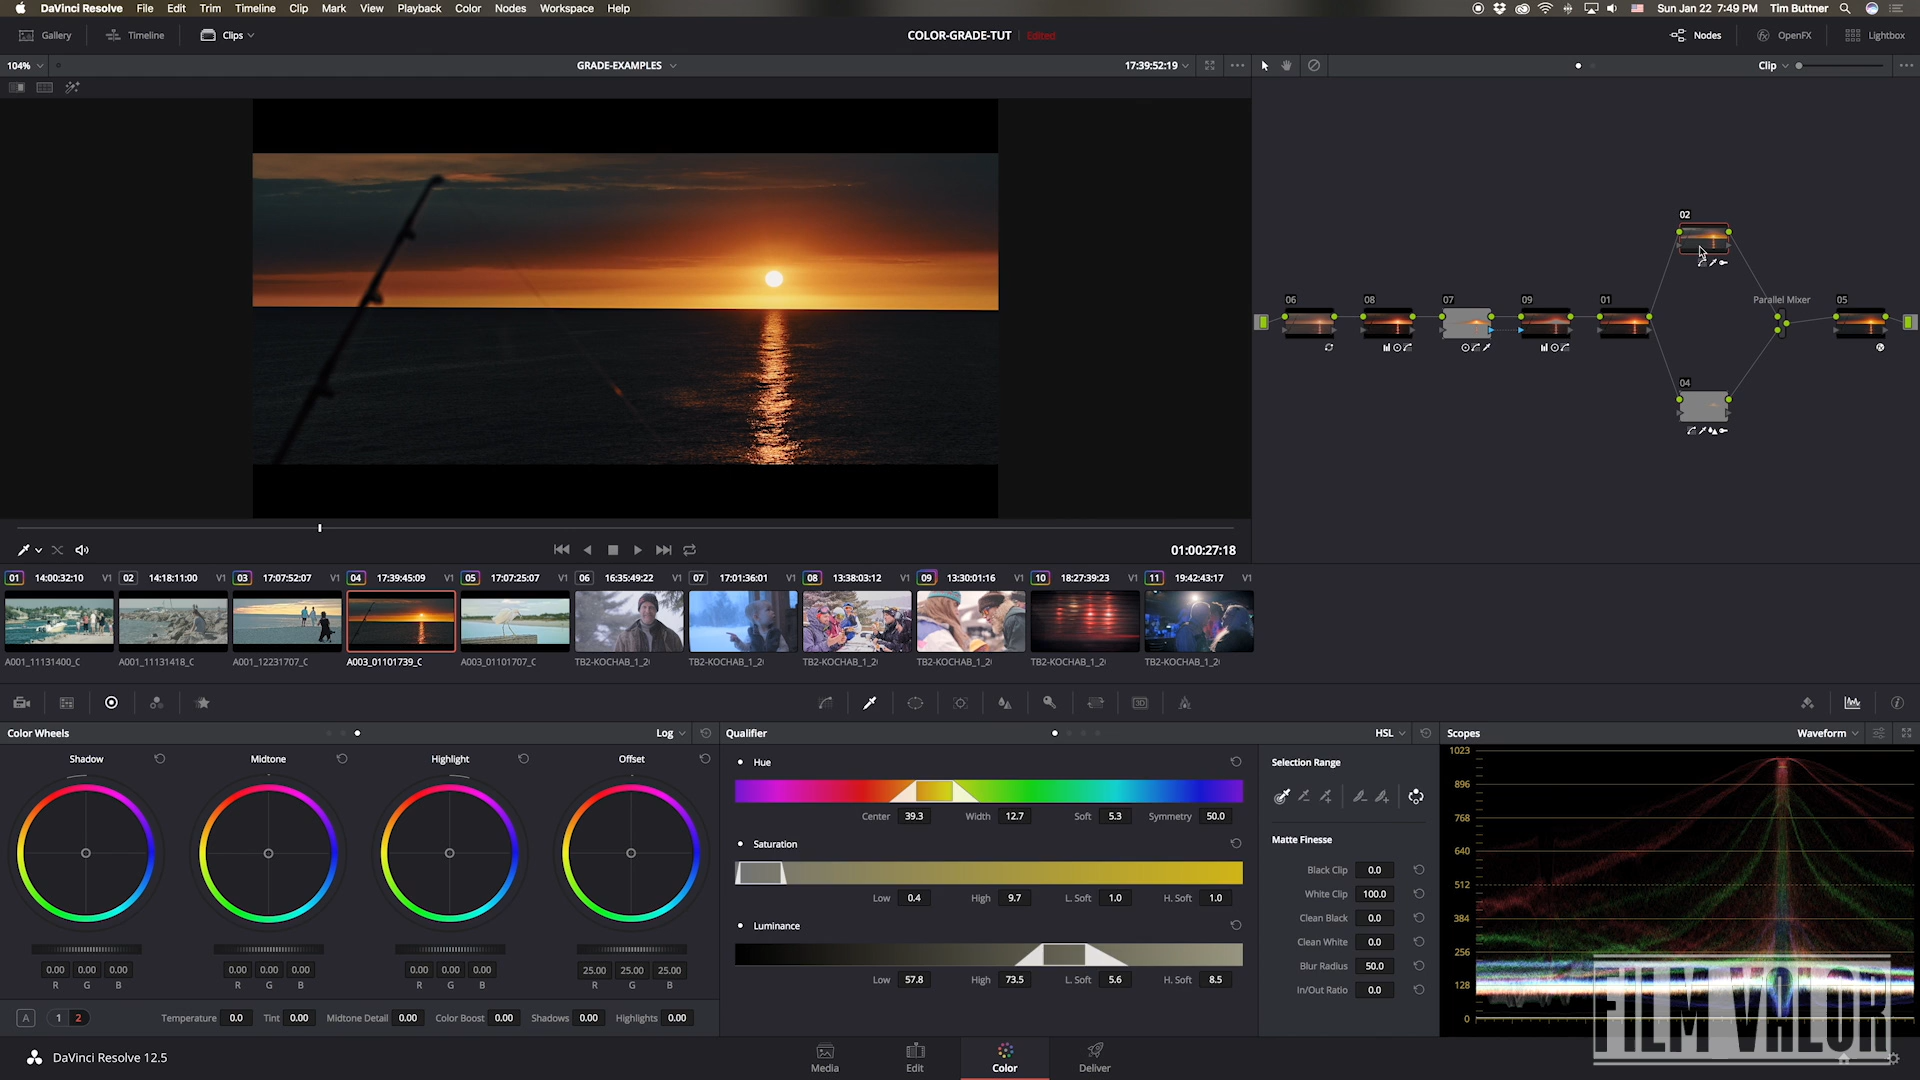 DaVinci Resolve File Edit Trim Timeline Clip Mark View Playback Color Nodes Workspace Help Sun Jan 22 7:49 PM Tim Buttner
Gallery Timeline Clips COLOR-GRADE-TUT Edited Nodes OpenFX Lightbox
104% GRADE-EXAMPLES 17:39:52:19 Clip
02
06 08 07 09 01 Parallel Mixer 05
04
01:00:27:18
01 14:00:32:10 V1 02 14:18:11:00 V1 03 17:07:52:07 V1 04 17:39:45:09 V1 05 17:07:25:07 V1 06 16:35:49:22 V1 07 17:01:36:01 V1 08 13:38:03:12 V1 09 13:30:01:16 V1 10 18:27:39:23 V1 11 19:42:43:17 V1
A001_11131400_C A001_11131418_C A001_12231707_C A003_01101739_C A003_01101707_C TB2-KOCHAB_1_2( TB2-KOCHAB_1_2( TB2-KOCHAB_1_2( TB2-KOCHAB_1_2( TB2-KOCHAB_1_2( TB2-KOCHAB_1_2(
3D
Color Wheels Log
Shadow Midtone Highlight Offset
0.00 0.00 0.00 0.00 0.00 0.00 0.00 0.00 0.00 25.00 25.00 25.00
R G B R G B R G B R G B
A 1 2 Temperature 0.0 Tint 0.00 Midtone Detail 0.00 Color Boost 0.00 Shadows 0.00 Highlights 0.00
Qualifier HSL
Hue
Center 39.3 Width 12.7 Soft 5.3 Symmetry 50.0
Saturation
Low 0.4 High 9.7 L. Soft 1.0 H. Soft 1.0
Luminance
Low 57.8 High 73.5 L. Soft 5.6 H. Soft 8.5
Selection Range
Matte Finesse
Black Clip 0.0
White Clip 100.0
Clean Black 0.0
Clean White 0.0
Blur Radius 50.0
In/Out Ratio 0.0
Scopes Waveform
1023
896
768
640
512
384
256
128
0
FILM VALOR
DaVinci Resolve 12.5 Media Edit Color Deliver